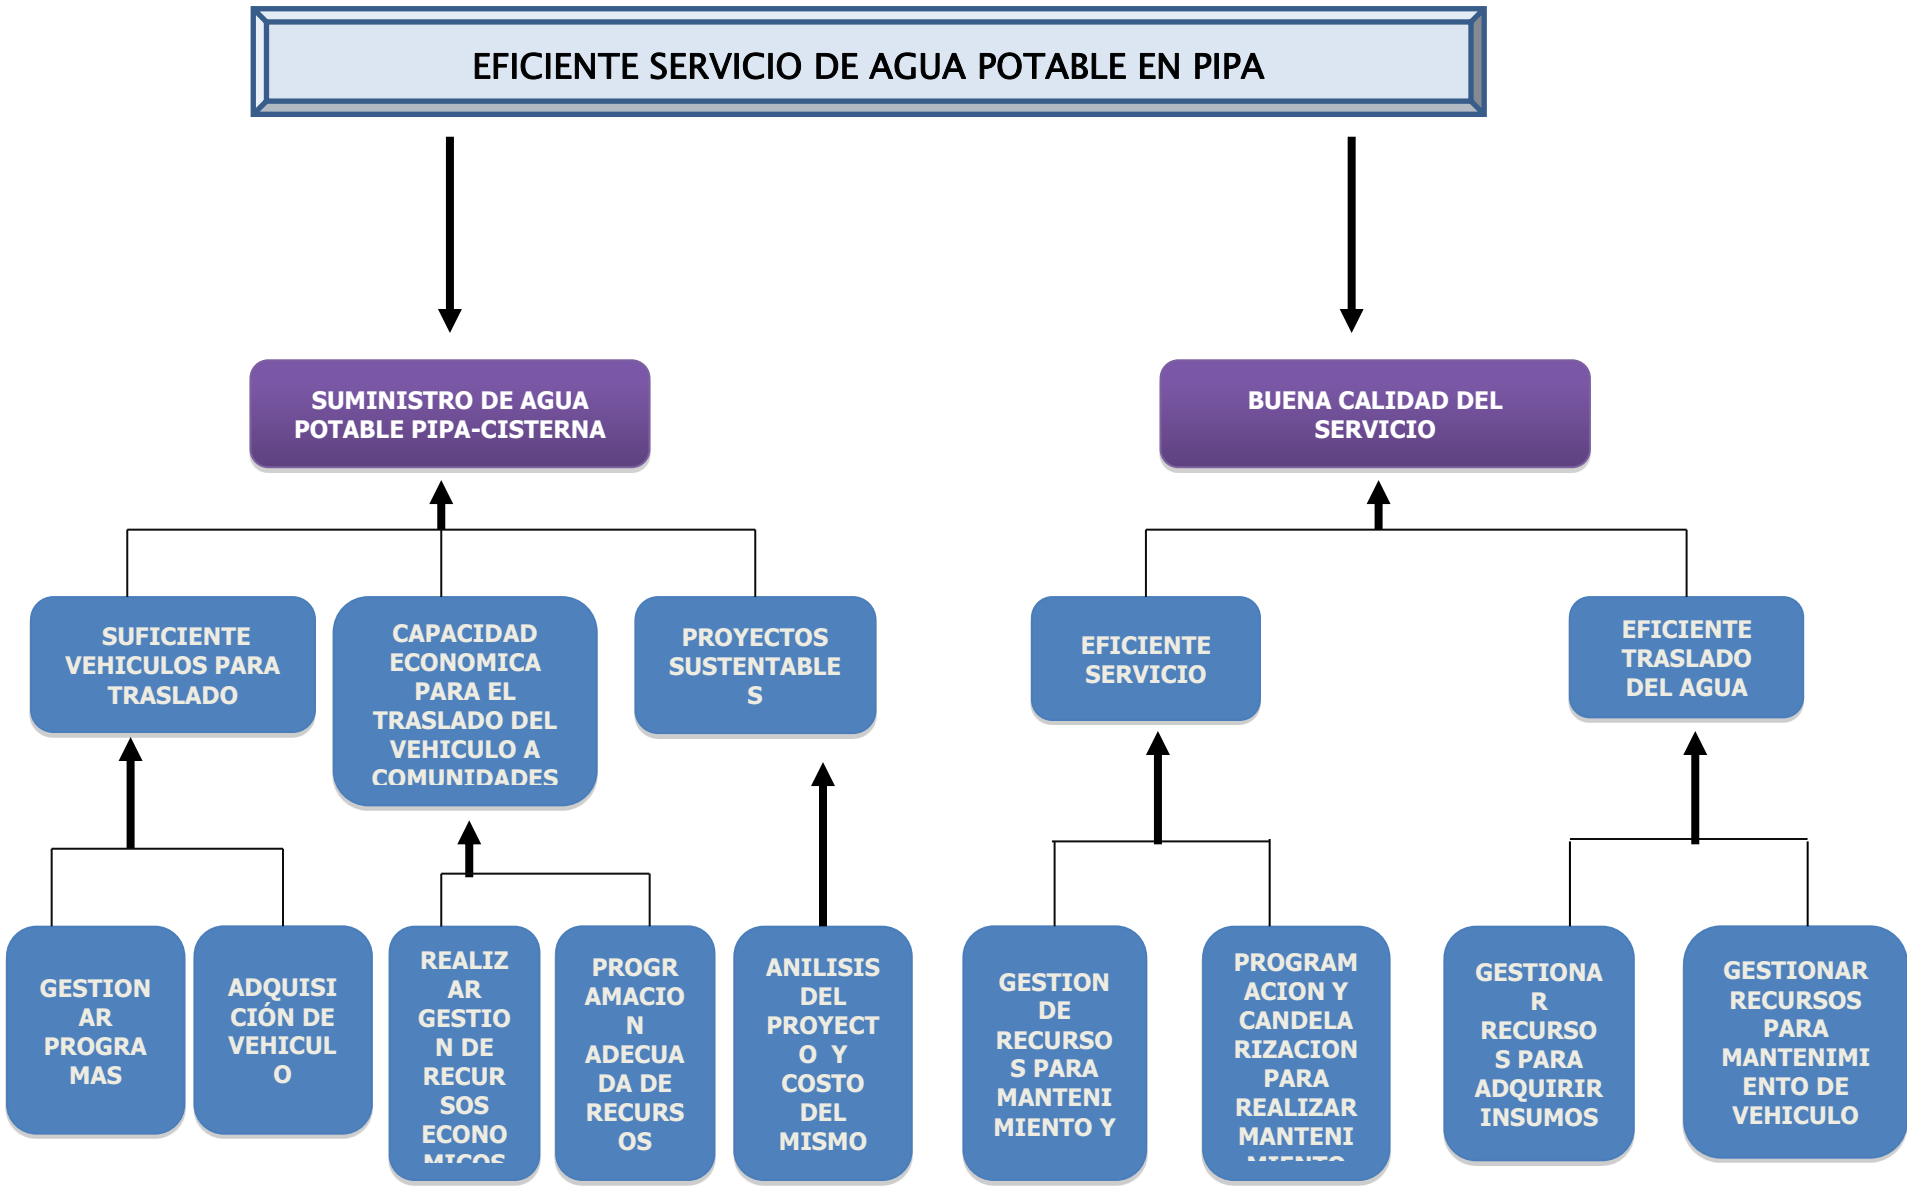 EFICIENTE SERVICIO DE AGUA POTABLE EN PIPA
SUMINISTRO DE AGUA
POTABLE PIPA-CISTERNA
BUENA CALIDAD DEL
SERVICIO
SUFICIENTE
VEHICULOS PARA
TRASLADO
CAPACIDAD
ECONOMICA
PARA EL
TRASLADO DEL
VEHICULO A
COMUNIDADES
PROYECTOS
SUSTENTABLE
S
EFICIENTE
SERVICIO
EFICIENTE
TRASLADO
DEL AGUA
GESTION
AR
PROGRA
MAS
ADQUISI
CIÓN DE
VEHICUL
O
REALIZ
AR
GESTIO
N DE
RECUR
SOS
ECONO
MICOS
PROGR
AMACIO
N
ADECUA
DA DE
RECURS
OS
ANILISIS
DEL
PROYECT
O Y
COSTO
DEL
MISMO
GESTION
DE
RECURSO
S PARA
MANTENI
MIENTO Y
PROGRAM
ACION Y
CANDELA
RIZACION
PARA
REALIZAR
MANTENI
MIENTO
GESTIONA
R
RECURSO
S PARA
ADQUIRIR
INSUMOS
GESTIONAR
RECURSOS
PARA
MANTENIMI
ENTO DE
VEHICULO